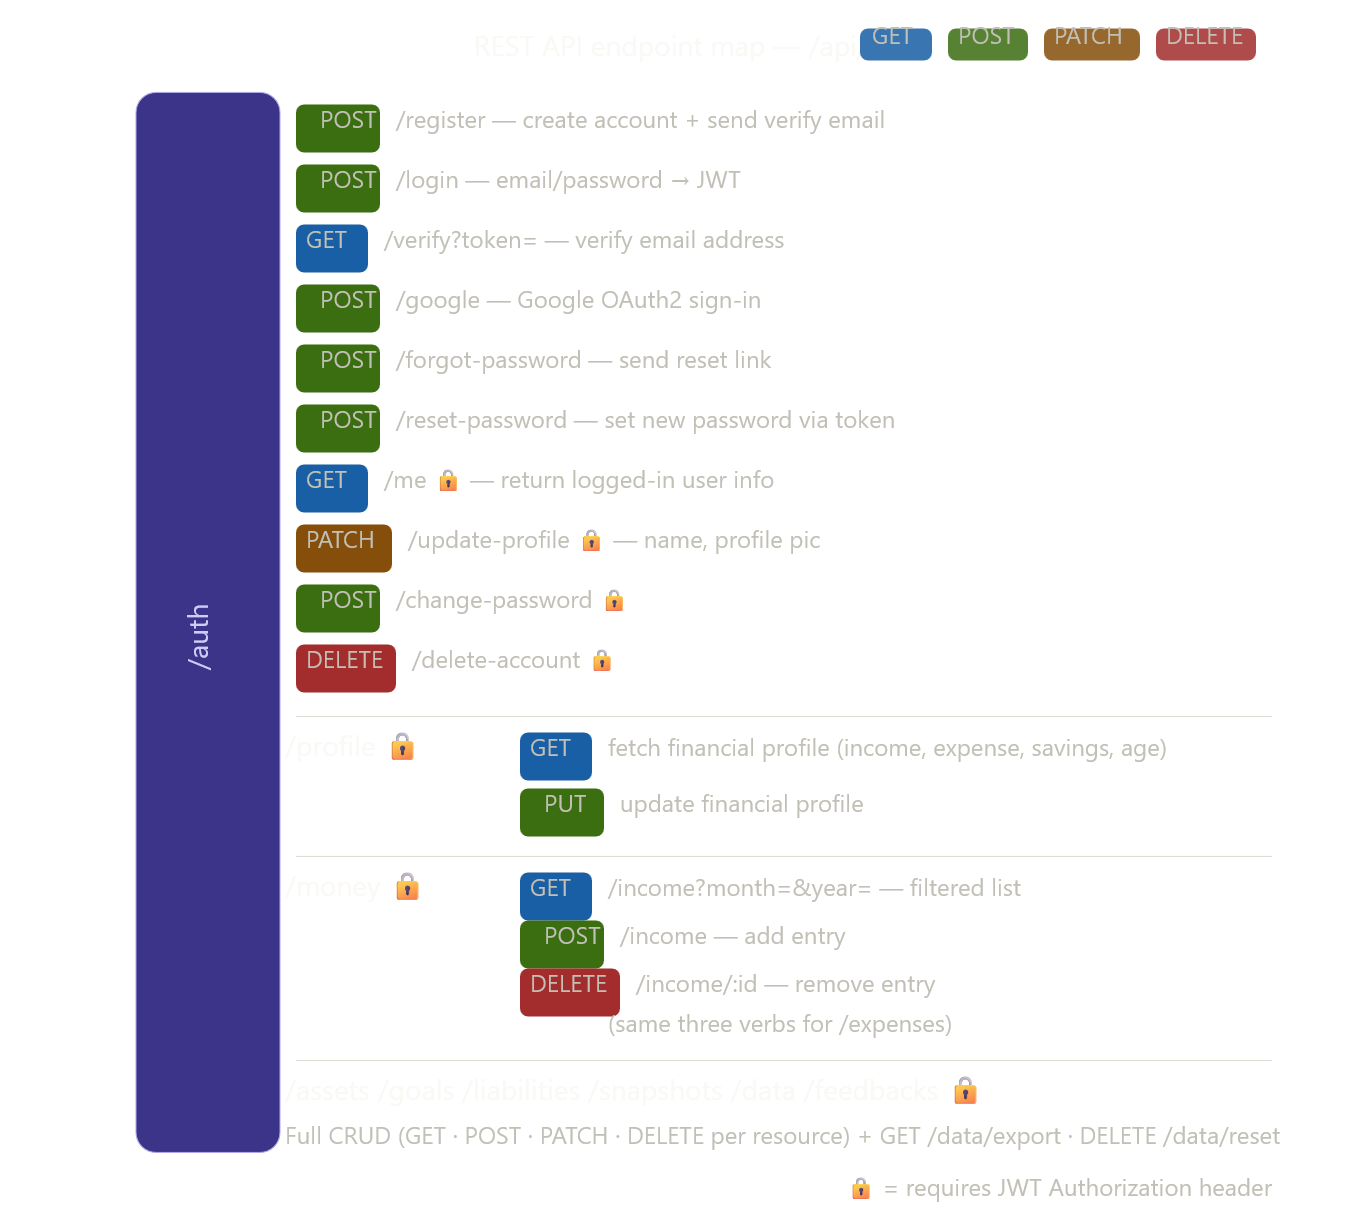 REST API endpoint map — /api
GET POST PATCH DELETE
/auth
POST /register — create account + send verify email
POST /login — email/password → JWT
GET /verify?token= — verify email address
POST /google — Google OAuth2 sign-in
POST /forgot-password — send reset link
POST /reset-password — set new password via token
GET /me 🔒 — return logged-in user info
PATCH /update-profile 🔒 — name, profile pic
POST /change-password 🔒
DELETE /delete-account 🔒
/profile 🔒 GET fetch financial profile (income, expense, savings, age)
PUT update financial profile
/money 🔒 GET /income?month=&year= — filtered list
POST /income — add entry
DELETE /income/:id — remove entry
(same three verbs for /expenses)
/assets /goals /liabilities /snapshots /data /feedbacks 🔒
Full CRUD (GET · POST · PATCH · DELETE per resource) + GET /data/export · DELETE /data/reset
🔒 = requires JWT Authorization header